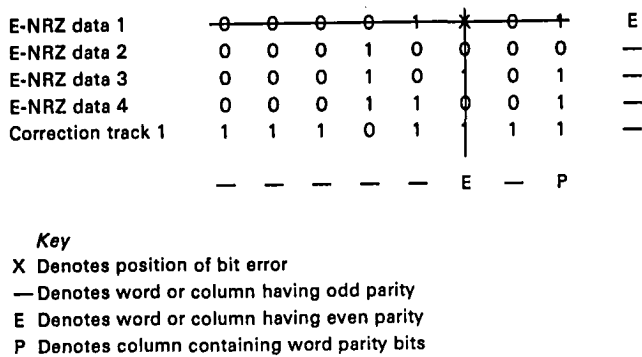 E-NRZ data 1 0 0 0 0 1 X 0 1 E
E-NRZ data 2 0 0 0 1 0 0 0 0 —
E-NRZ data 3 0 0 0 1 0 1 0 1 —
E-NRZ data 4 0 0 0 1 1 0 0 1 —
Correction track 1 1 1 1 0 1 1 1 1 —
— — — — — E — P
Key
X Denotes position of bit error
— Denotes word or column having odd parity
E Denotes word or column having even parity
P Denotes column containing word parity bits